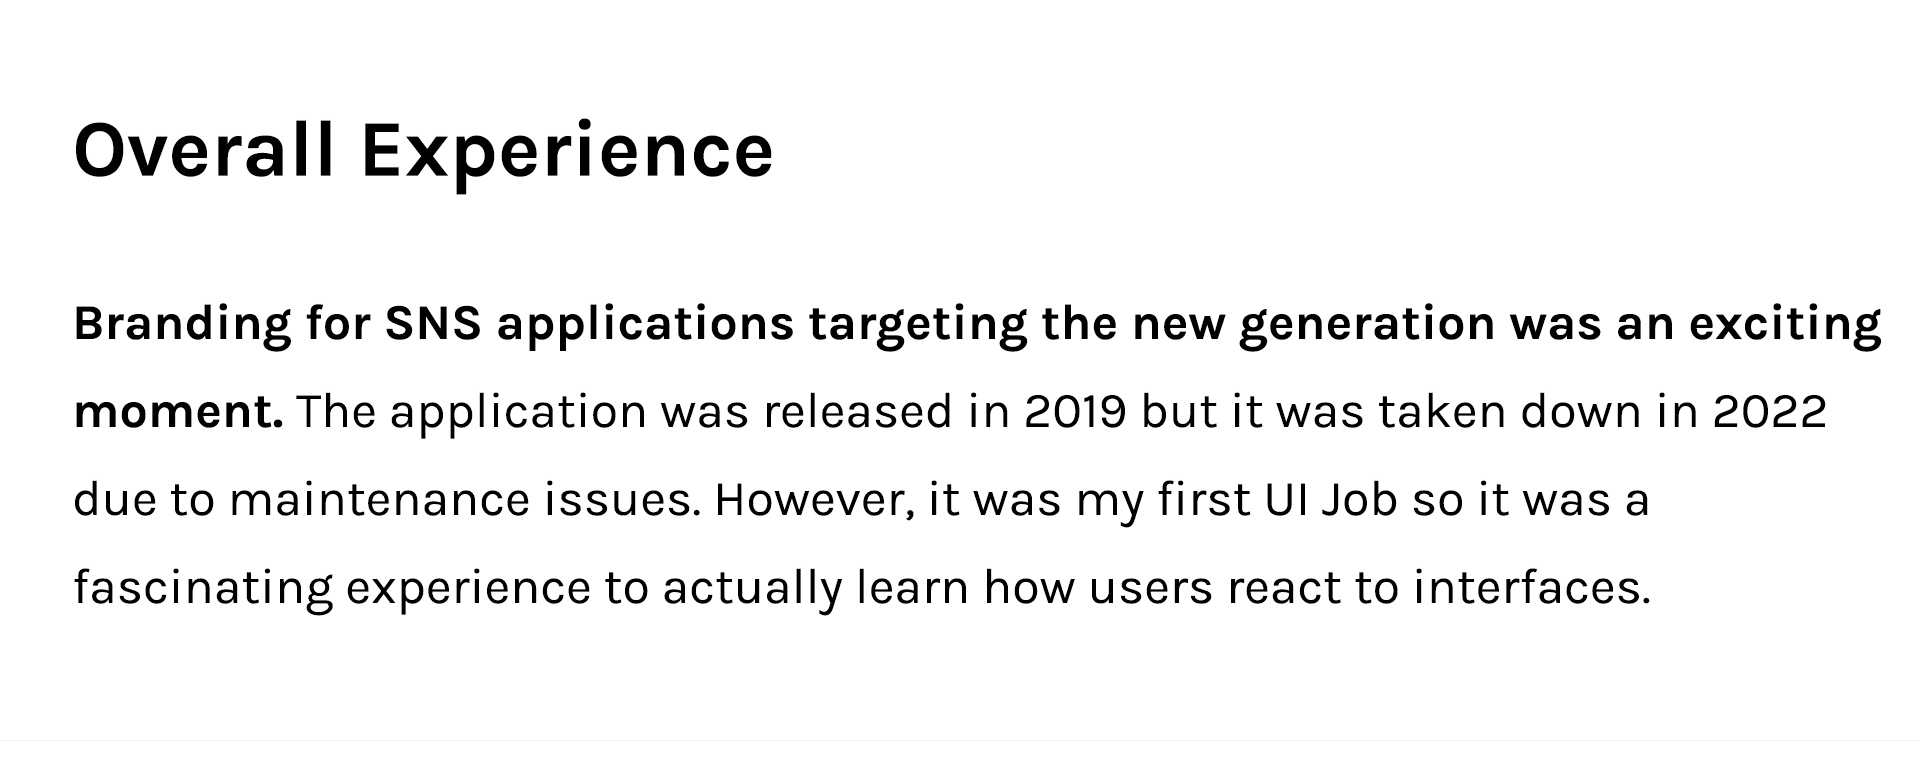 Overall Experience
Branding for SNS applications targeting the new generation was an exciting
moment. The application was released in 2019 but it was taken down in 2022
due to maintenance issues. However, it was my first UI Job so it was a
fascinating experience to actually learn how users react to interfaces.